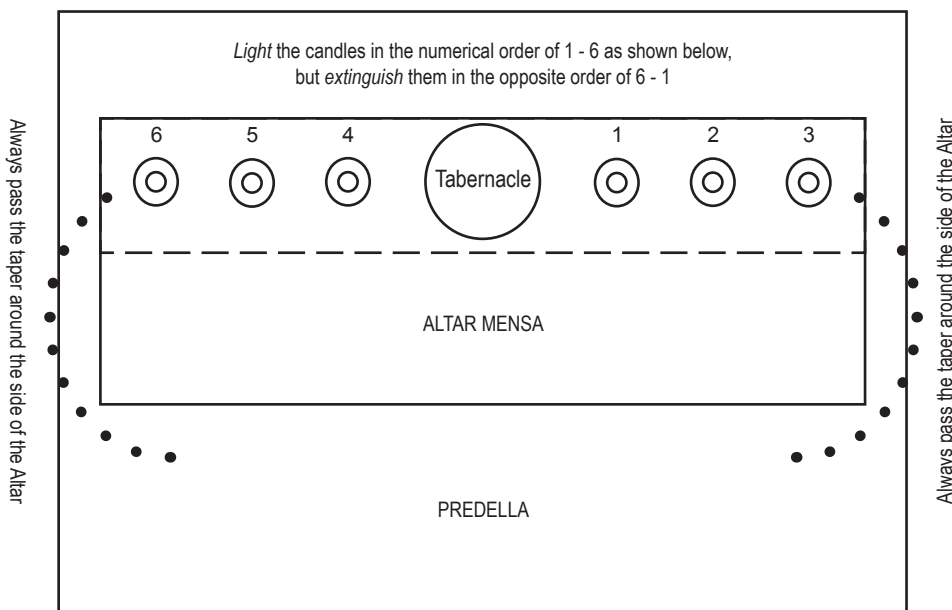 Light the candles in the numerical order of 1 - 6 as shown below,
but extinguish them in the opposite order of 6 - 1
Always pass the taper around the side of the Altar
6 5 4 1 2 3
Tabernacle
Always pass the taper around the side of the Altar
ALTAR MENSA
PREDELLA